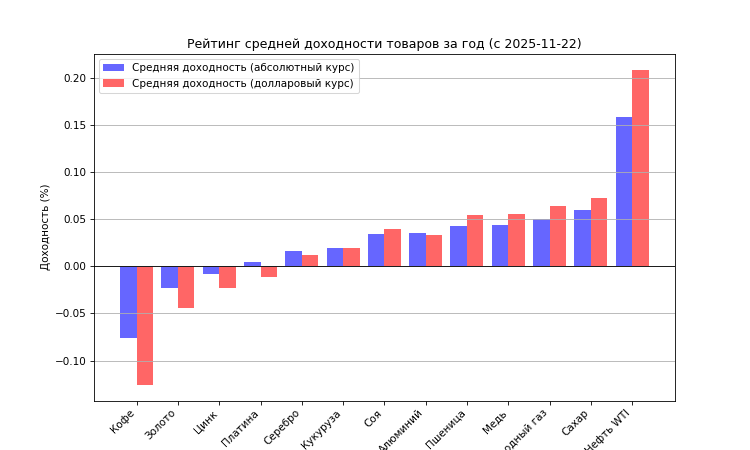 Рейтинг средней доходности товаров за год (с 2025-11-22)
Средняя доходность (абсолютный курс)
Средняя доходность (долларовый курс)
Доходность (%)
0.20
0.15
0.10
0.05
0.00
−0.05
−0.10
Кофе
Золото
Цинк
Платина
Серебро
Кукуруза
Соя
Алюминий
Пшеница
Медь
одный газ
Сахар
Нефть WTI